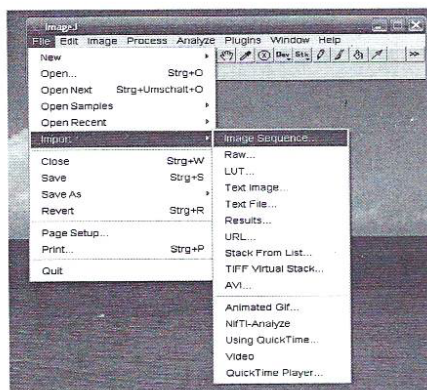 ImageJ
File Edit Image Process Analyze Plugins Window Help
Dev. Stk. >>
New
Open... Strg+O
Open Next Strg+Umschalt+O
Open Samples
Open Recent
Import
Close Strg+W
Save Strg+S
Save As
Revert Strg+R
Page Setup...
Print... Strg+P
Quit
Image Sequence...
Raw...
LUT...
Text Image...
Text File...
Results...
URL...
Stack From List...
TIFF Virtual Stack...
AVI...
Animated Gif...
NifTI-Analyze
Using QuickTime...
Video
QuickTime Player...